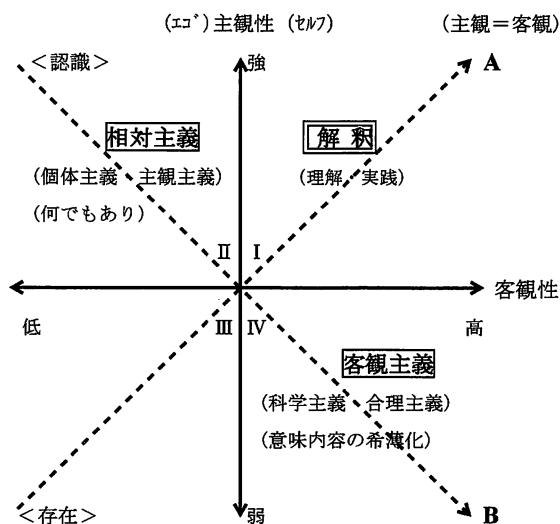 (ｴｺﾞ) 主観性 (ｾﾙﾌ)
(主観＝客観)
＜認識＞
強
A
相対主義
解 釈
(個体主義・主観主義)
(理解・実践)
(何でもあり)
Ⅱ Ⅰ
客観性
低
Ⅲ Ⅳ
高
客観主義
(科学主義 合理主義)
(意味内容の希薄化)
＜存在＞
弱
B